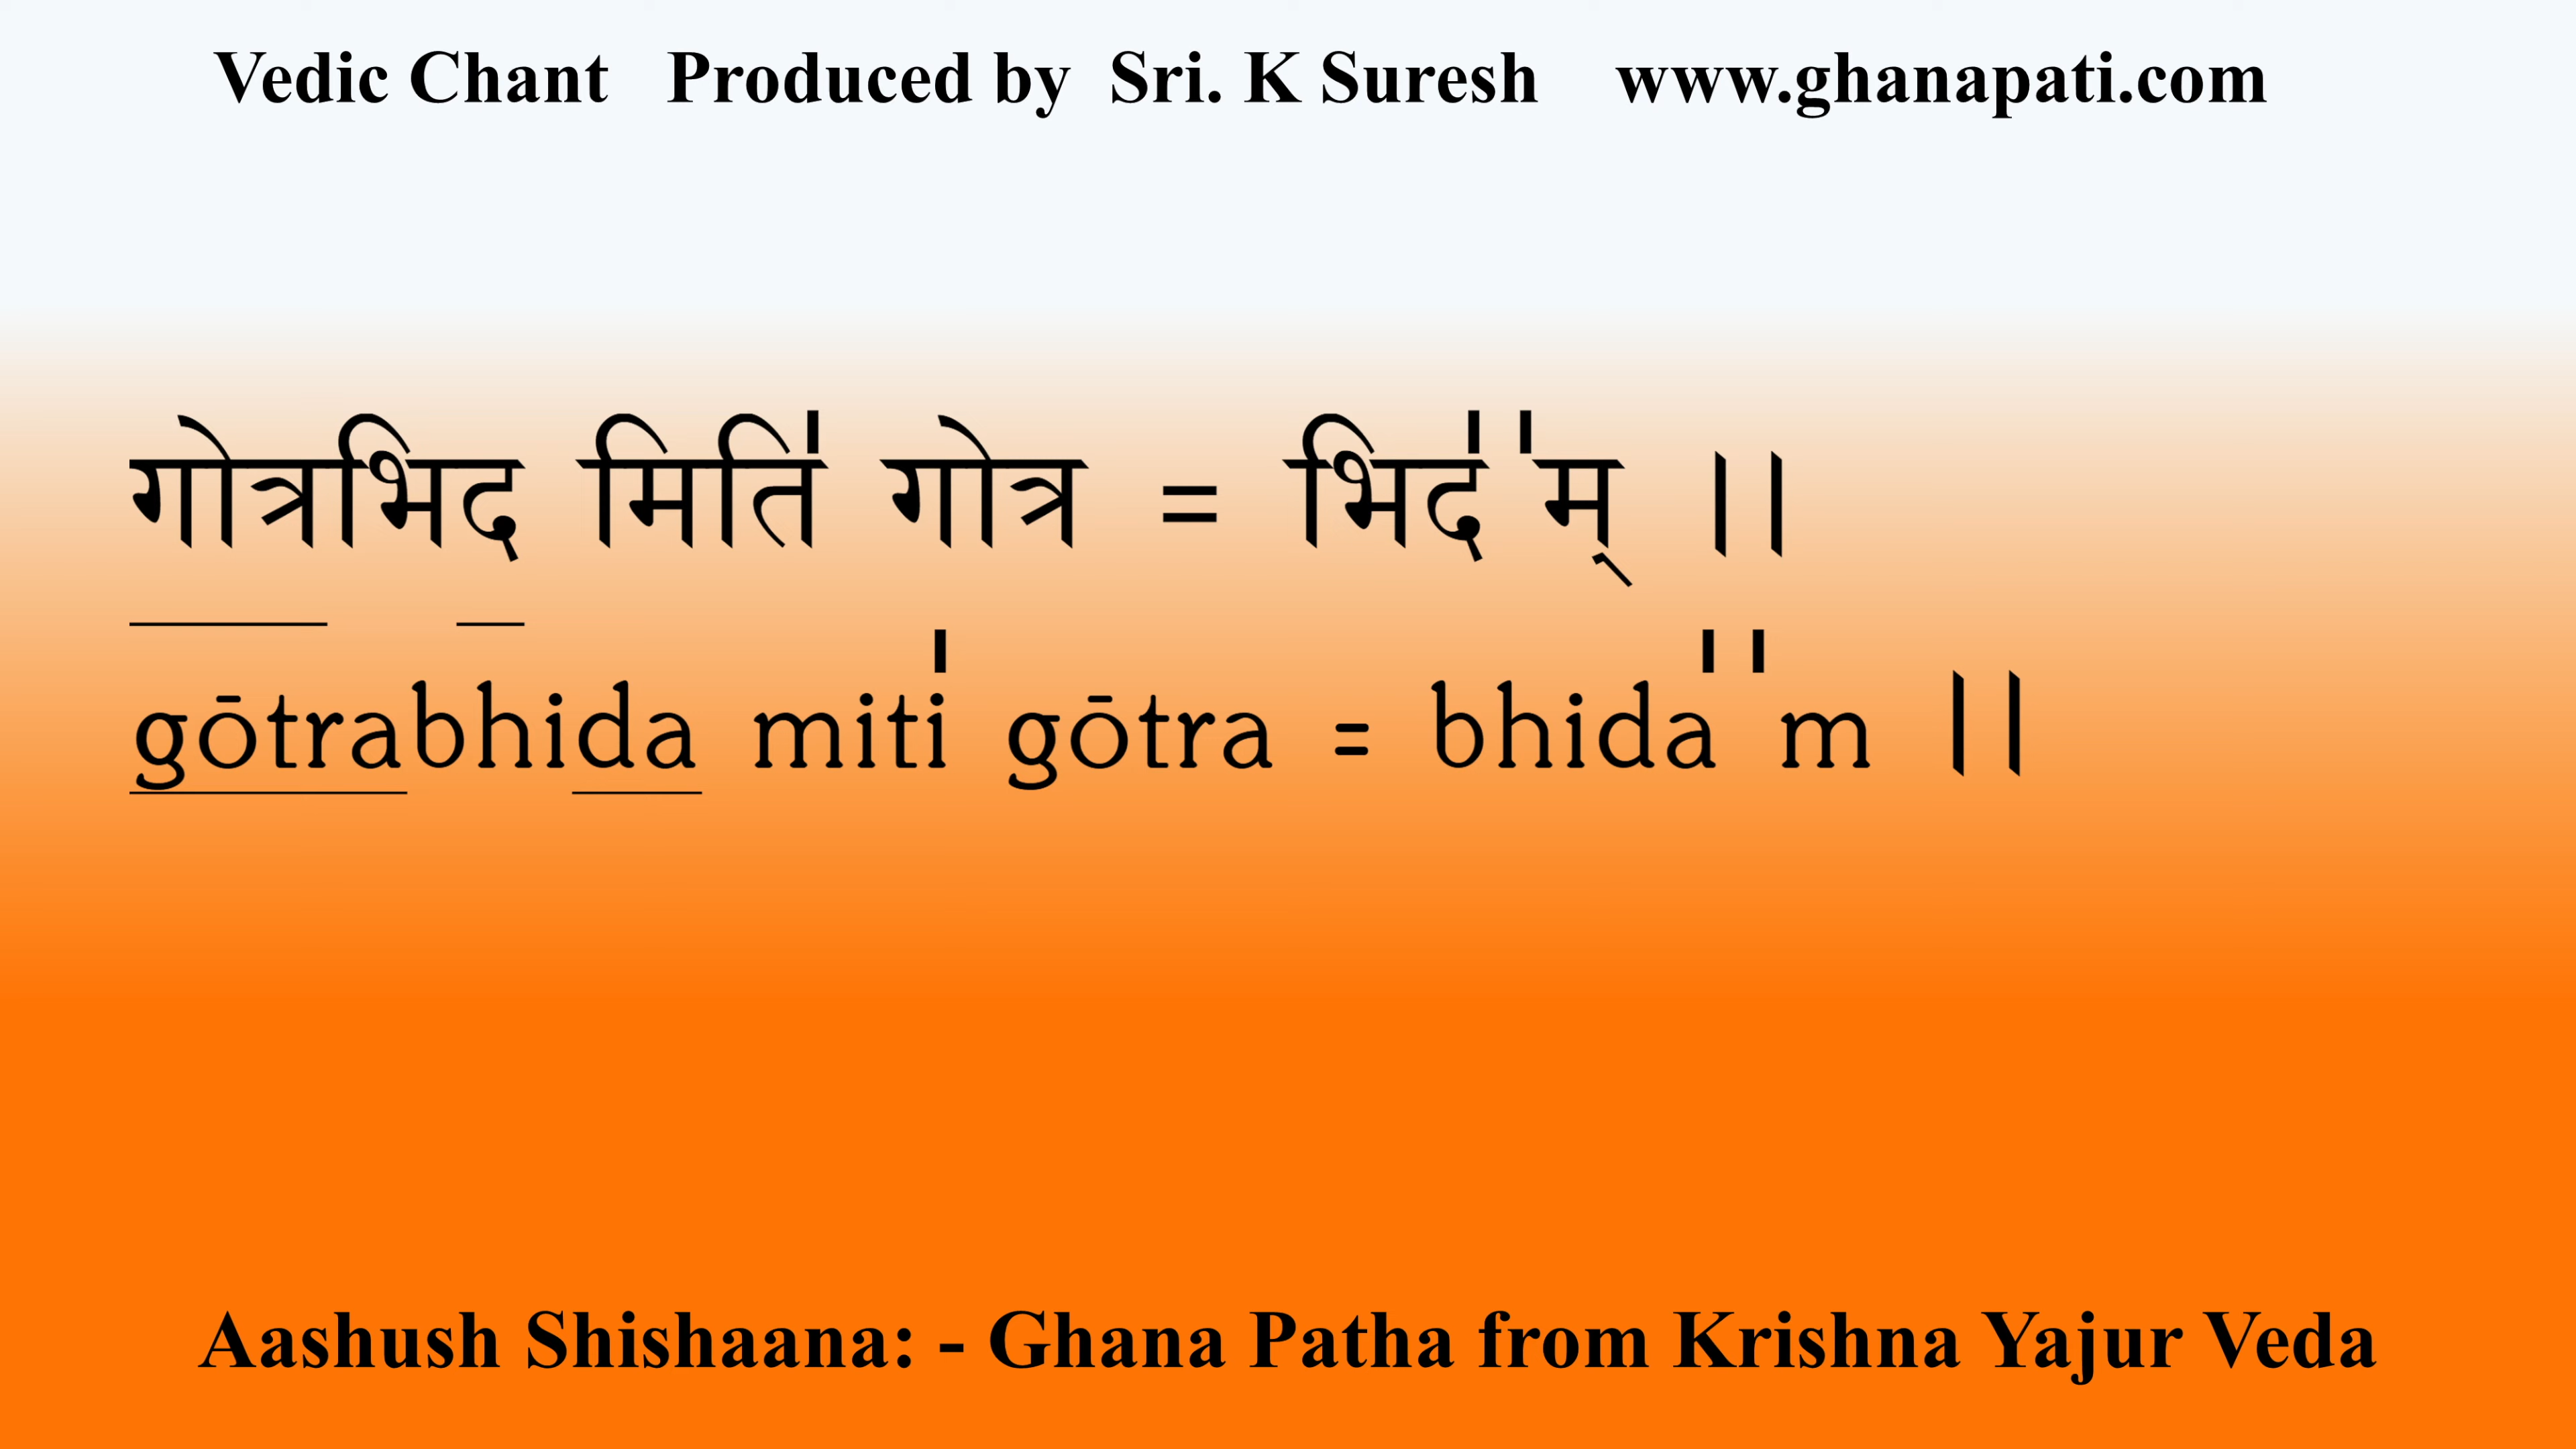 Vedic Chant Produced by Sri. K Suresh www.ghanapati.com
गो॒त्र॒भिद॒ मिति॑ गोत्र = भिद॑॑म् ।।
gōtrabhida miti' gōtra = bhida''m ।।
Aashush Shishaana: - Ghana Patha from Krishna Yajur Veda